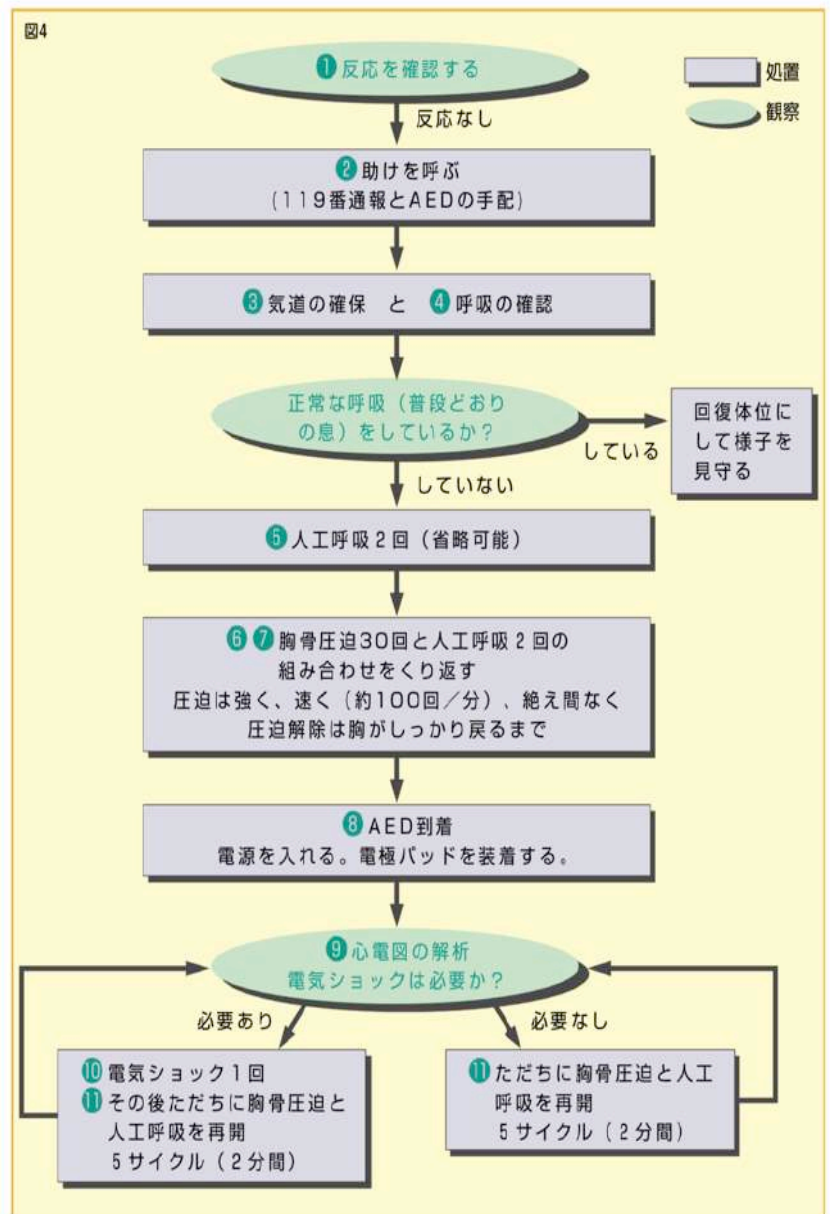 図4
❶反応を確認する
処置
観察
反応なし
❷助けを呼ぶ
(119番通報とAEDの手配)
❸気道の確保 と ❹呼吸の確認
正常な呼吸（普段どおり
の息）をしているか？
している
回復体位に
して様子を
見守る
していない
❺人工呼吸2回（省略可能）
❻❼胸骨圧迫30回と人工呼吸2回の
組み合わせをくり返す
圧迫は強く、速く（約100回／分）、絶え間なく
圧迫解除は胸がしっかり戻るまで
❽AED到着
電源を入れる。電極パッドを装着する。
❾心電図の解析
電気ショックは必要か？
必要あり
必要なし
❿電気ショック1回
⓫その後ただちに胸骨圧迫と
人工呼吸を再開
5サイクル（2分間）
⓫ただちに胸骨圧迫と人工
呼吸を再開
5サイクル（2分間）